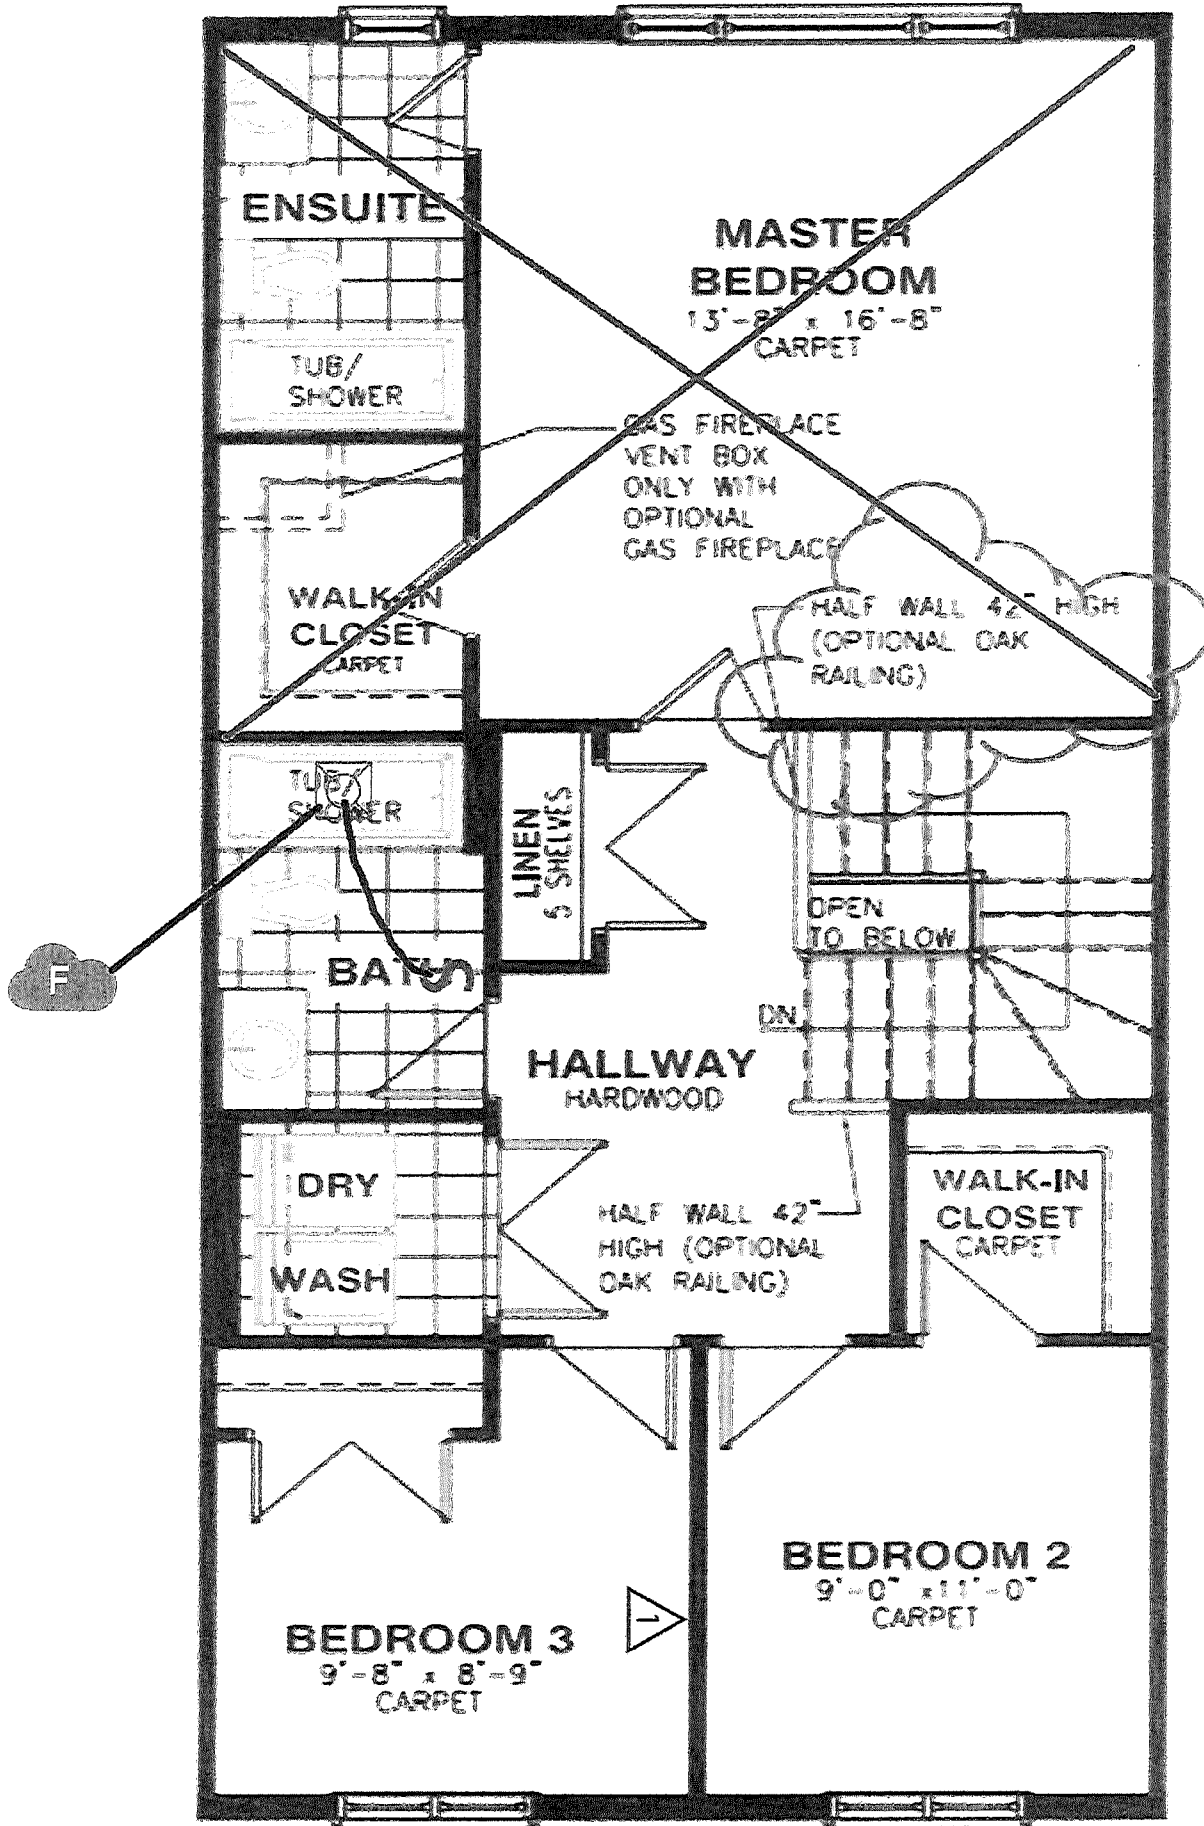 ENSUITE
TUB/
SHOWER
MASTER
BEDROOM
13'-8" x 16'-8"
CARPET
GAS FIREPLACE
VENT BOX
ONLY WITH
OPTIONAL
GAS FIREPLACE
WALK-IN
CLOSET
CARPET
HALF WALL 42" HIGH
(OPTIONAL OAK
RAILING)
TUB/
SHOWER
LINEN
5 SHELVES
OPEN
TO BELOW
F
BATH
DN
HALLWAY
HARDWOOD
DRY
WASH
HALF WALL 42"
HIGH (OPTIONAL
OAK RAILING)
WALK-IN
CLOSET
CARPET
BEDROOM 2
9'-0" x11'-0"
CARPET
1
BEDROOM 3
9'-8" x 8'-9"
CARPET